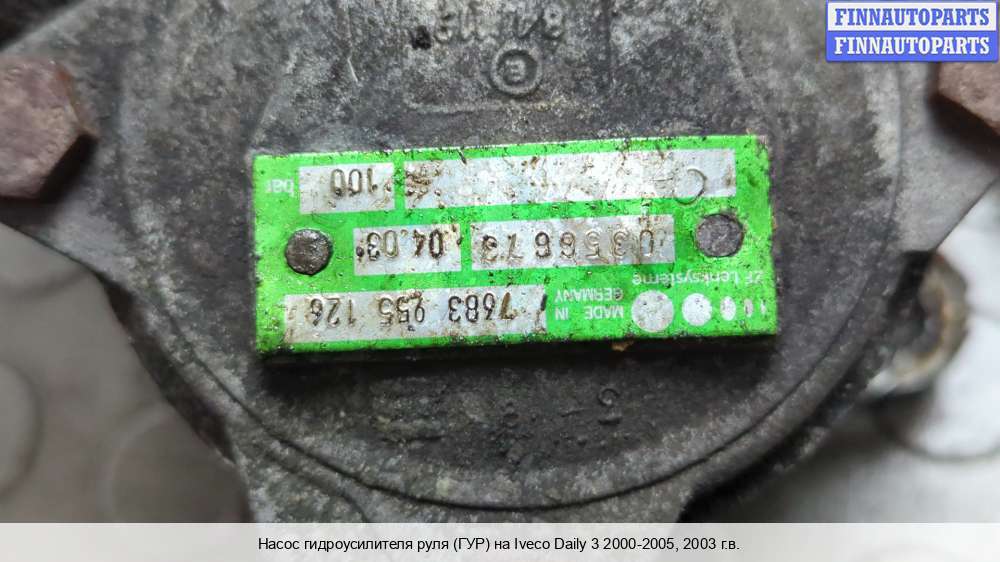 FINNAUTOPARTS
FINNAUTOPARTS
MADE IN
GERMANY
7683 955 126
ZF Lenksysteme
0356673
04.03
100 bar
Насос гидроусилителя руля (ГУР) на Iveco Daily 3 2000-2005, 2003 г.в.